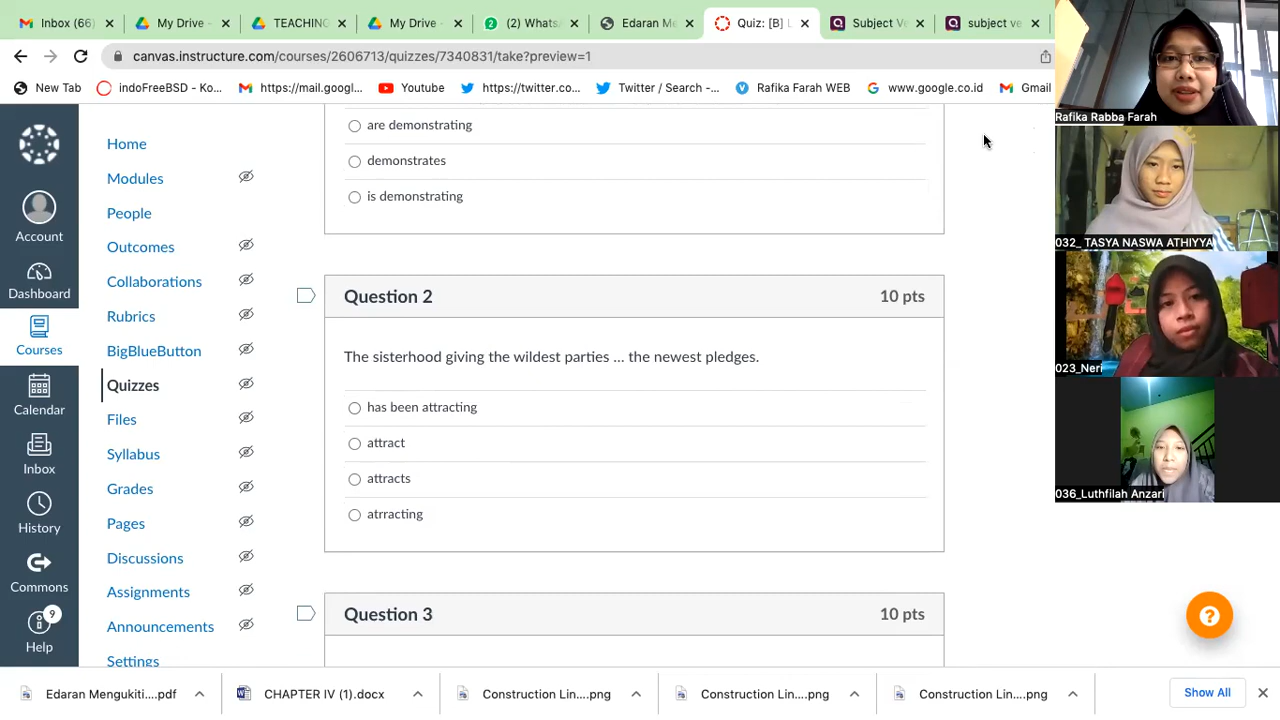 Inbox (66)
My Drive -
TEACHING
My Drive -
(2) Whats
Edaran Me
Quiz: [B] L
Subject Ve
subject ve
canvas.instructure.com/courses/2606713/quizzes/7340831/take?preview=1
New Tab
indoFreeBSD - Ko...
https://mail.googl...
Youtube
https://twitter.co...
Twitter / Search -...
Rafika Farah WEB
www.google.co.id
Gmail
Rafika Rabba Farah
032_ TASYA NASWA ATHIYYA
023_Neri
036_Luthfilah Anzari
Account
Dashboard
Courses
Calendar
Inbox
History
Commons
9
Help
Home
Modules
People
Outcomes
Collaborations
Rubrics
BigBlueButton
Quizzes
Files
Syllabus
Grades
Pages
Discussions
Assignments
Announcements
Settings
are demonstrating
demonstrates
is demonstrating
Question 2
10 pts
The sisterhood giving the wildest parties ... the newest pledges.
has been attracting
attract
attracts
atrracting
Question 3
10 pts
Edaran Mengukiti....pdf
CHAPTER IV (1).docx
Construction Lin....png
Construction Lin....png
Construction Lin....png
Show All